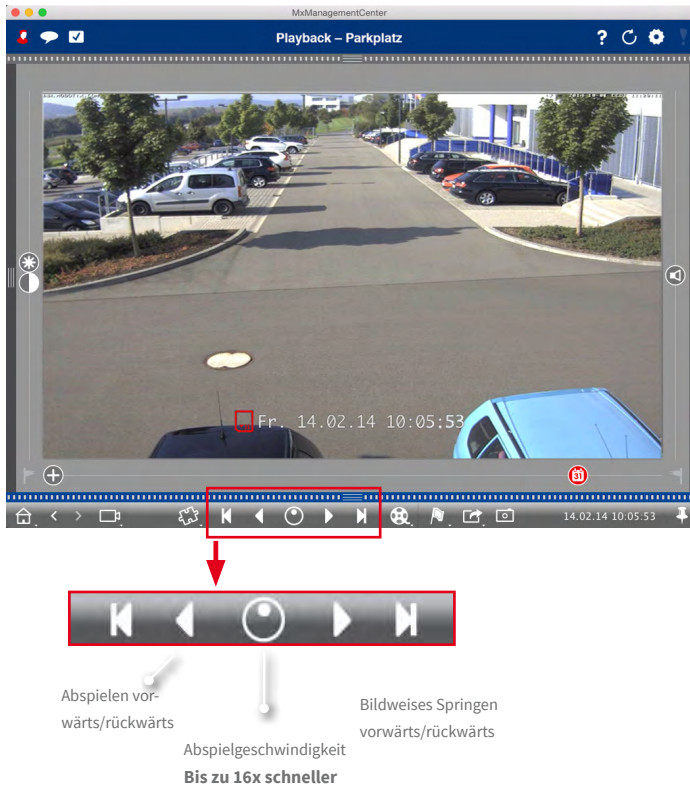 MxManagementCenter
Playback – Parkplatz
?
Fr. 14.02.14 10:05:53
31
14.02.14 10:05:53
Abspielen vor-
wärts/rückwärts
Abspielgeschwindigkeit
Bis zu 16x schneller
Bildweises Springen
vorwärts/rückwärts